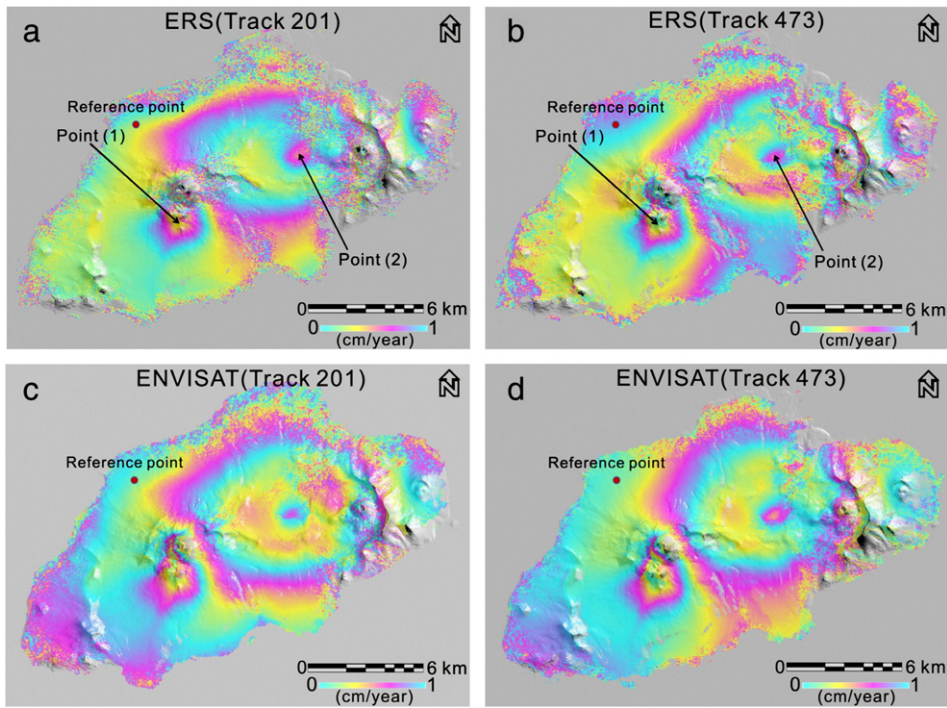 a
ERS(Track 201)
N
Reference point
Point (1)
Point (2)
0 6 km
0 1
(cm/year)
b
ERS(Track 473)
N
Reference point
Point (1)
Point (2)
0 6 km
0 1
(cm/year)
c
ENVISAT(Track 201)
N
Reference point
0 6 km
0 1
(cm/year)
d
ENVISAT(Track 473)
N
Reference point
0 6 km
0 1
(cm/year)